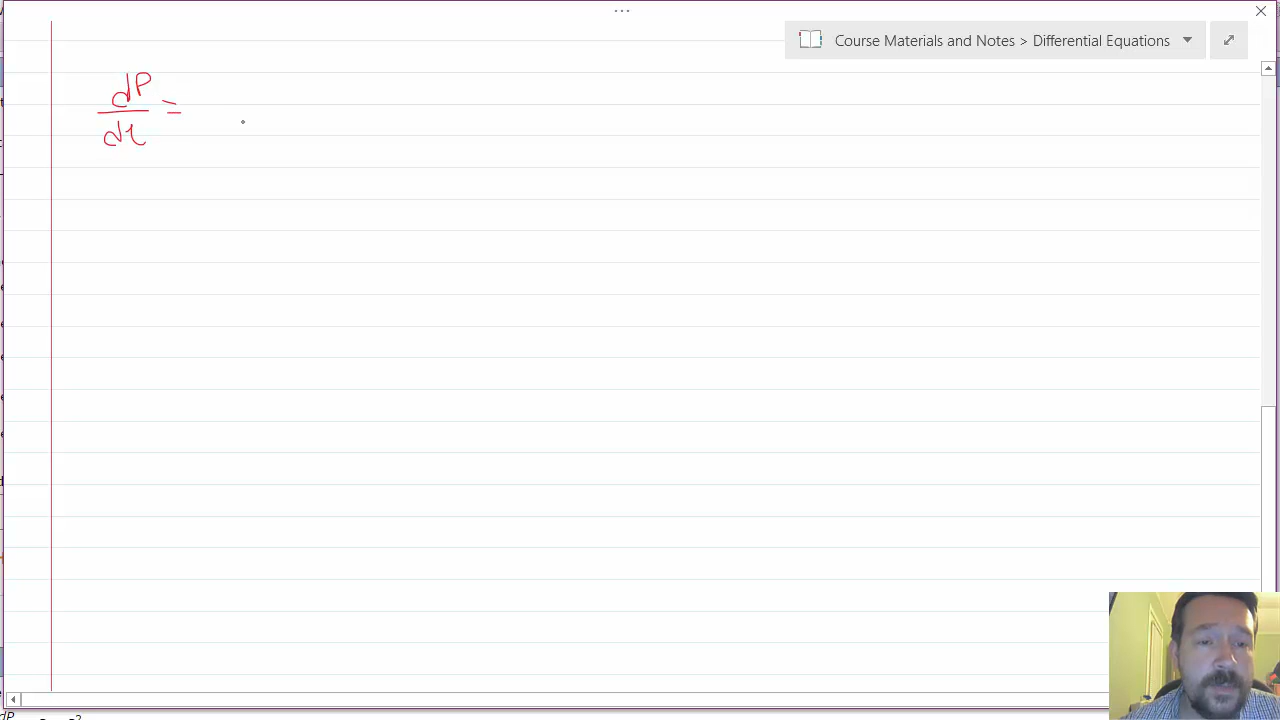 Course Materials and Notes > Differential Equations
dP
dt =